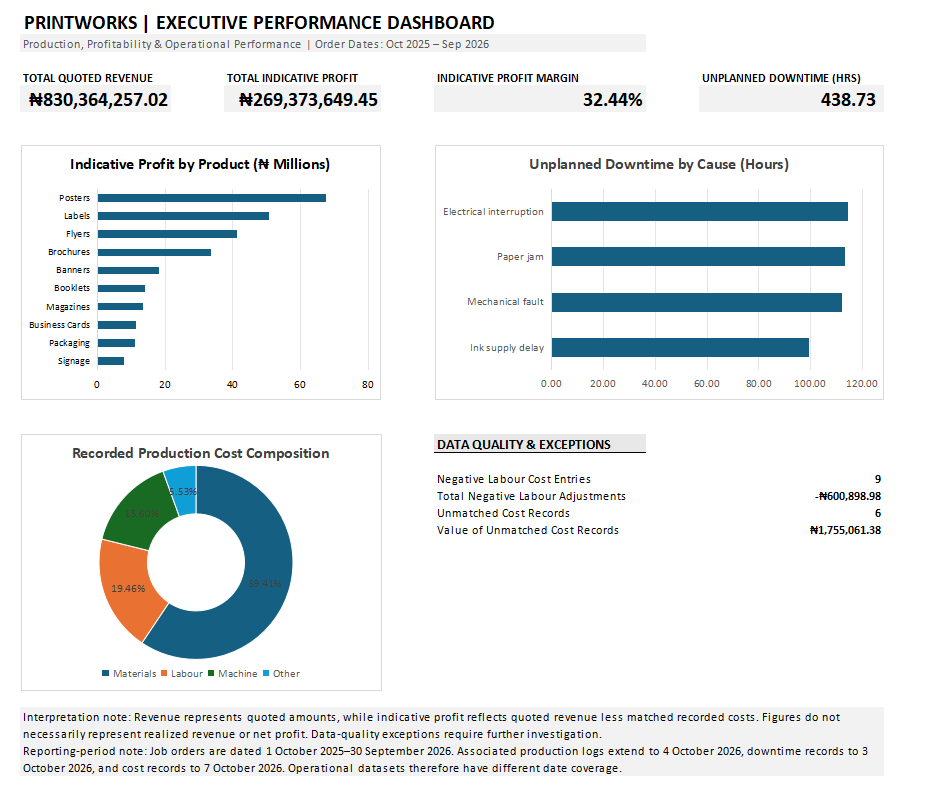 PRINTWORKS | EXECUTIVE PERFORMANCE DASHBOARD
Production, Profitability & Operational Performance | Order Dates: Oct 2025 – Sep 2026
TOTAL QUOTED REVENUE
₦830,364,257.02
TOTAL INDICATIVE PROFIT
₦269,373,649.45
INDICATIVE PROFIT MARGIN
32.44%
UNPLANNED DOWNTIME (HRS)
438.73
Indicative Profit by Product (₦ Millions)
Posters
Labels
Flyers
Brochures
Banners
Booklets
Magazines
Business Cards
Packaging
Signage
0 20 40 60 80
Unplanned Downtime by Cause (Hours)
Electrical interruption
Paper jam
Mechanical fault
Ink supply delay
0.00 20.00 40.00 60.00 80.00 100.00 120.00
Recorded Production Cost Composition
5.53%
19.46%
Materials Labour Machine Other
DATA QUALITY & EXCEPTIONS
Negative Labour Cost Entries 9
Total Negative Labour Adjustments -₦600,898.98
Unmatched Cost Records 6
Value of Unmatched Cost Records ₦1,755,061.38
Interpretation note: Revenue represents quoted amounts, while indicative profit reflects quoted revenue less matched recorded costs. Figures do not
necessarily represent realized revenue or net profit. Data-quality exceptions require further investigation.
Reporting-period note: Job orders are dated 1 October 2025–30 September 2026. Associated production logs extend to 4 October 2026, downtime records to 3
October 2026, and cost records to 7 October 2026. Operational datasets therefore have different date coverage.